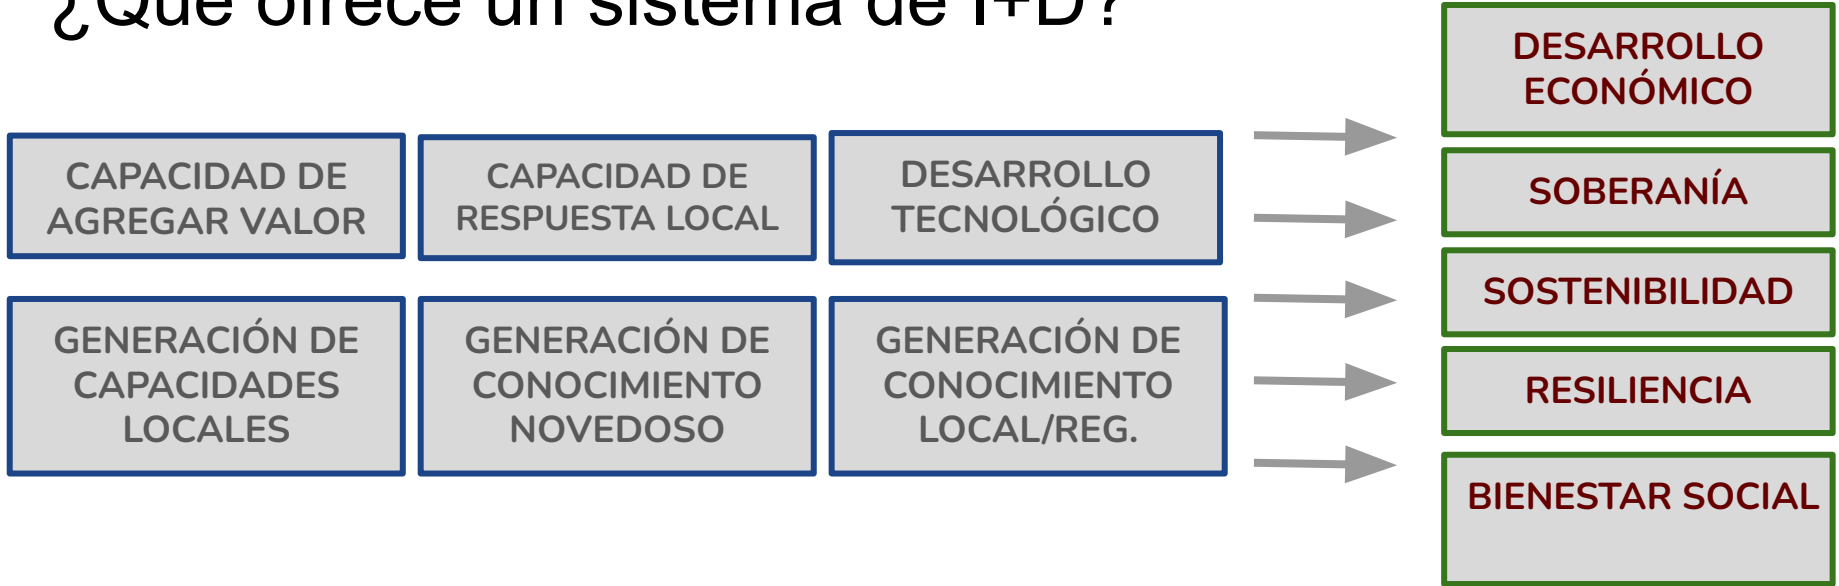 ¿Qué ofrece un sistema de I+D?
CAPACIDAD DE
AGREGAR VALOR
CAPACIDAD DE
RESPUESTA LOCAL
DESARROLLO
TECNOLÓGICO
GENERACIÓN DE
CAPACIDADES
LOCALES
GENERACIÓN DE
CONOCIMIENTO
NOVEDOSO
GENERACIÓN DE
CONOCIMIENTO
LOCAL/REG.
DESARROLLO
ECONÓMICO
SOBERANÍA
SOSTENIBILIDAD
RESILIENCIA
BIENESTAR SOCIAL